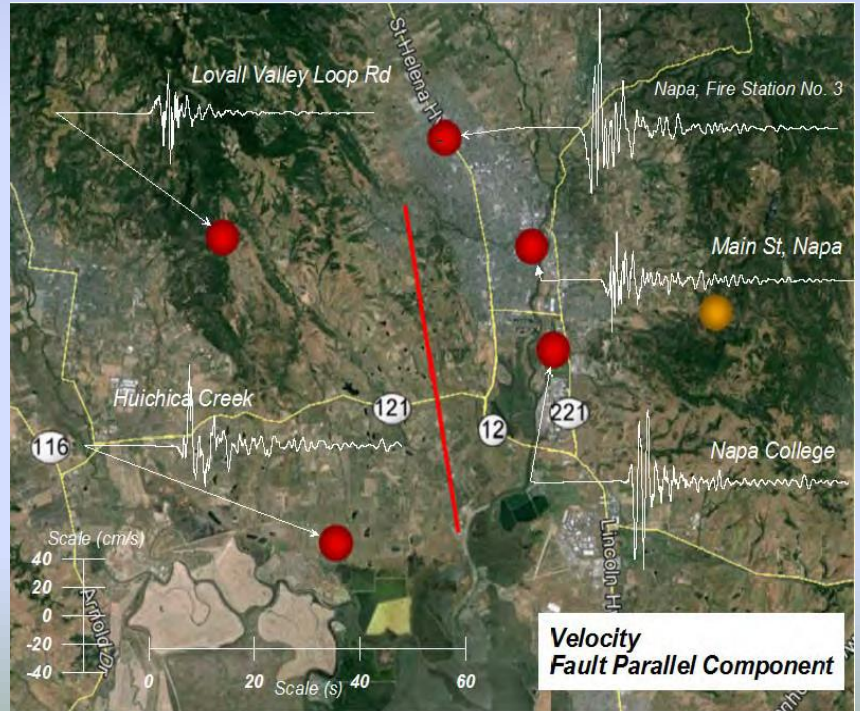 St Helena H
Lovall Valley Loop Rd
Napa; Fire Station No. 3
Main St, Napa
Huichica Creek
121
116
12
221
Napa College
Scale (cm/s)
40
20
0
-20
-40
Arnold Dr
Lincoln H
0 20 40 60
Scale (s)
Velocity
Fault Parallel Component